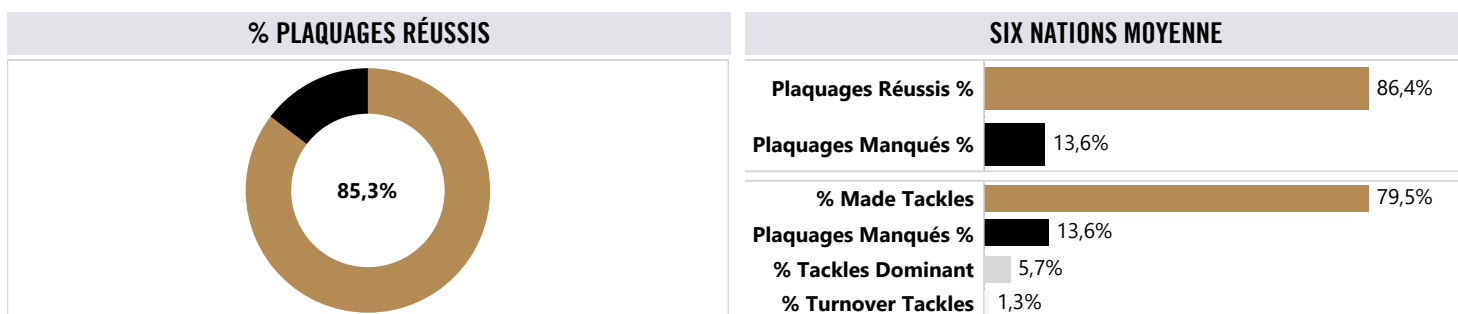 % PLAQUAGES RÉUSSIS
85,3%
SIX NATIONS MOYENNE
Plaquages Réussis % 86,4%
Plaquages Manqués % 13,6%
% Made Tackles 79,5%
Plaquages Manqués % 13,6%
% Tackles Dominant 5,7%
% Turnover Tackles 1,3%